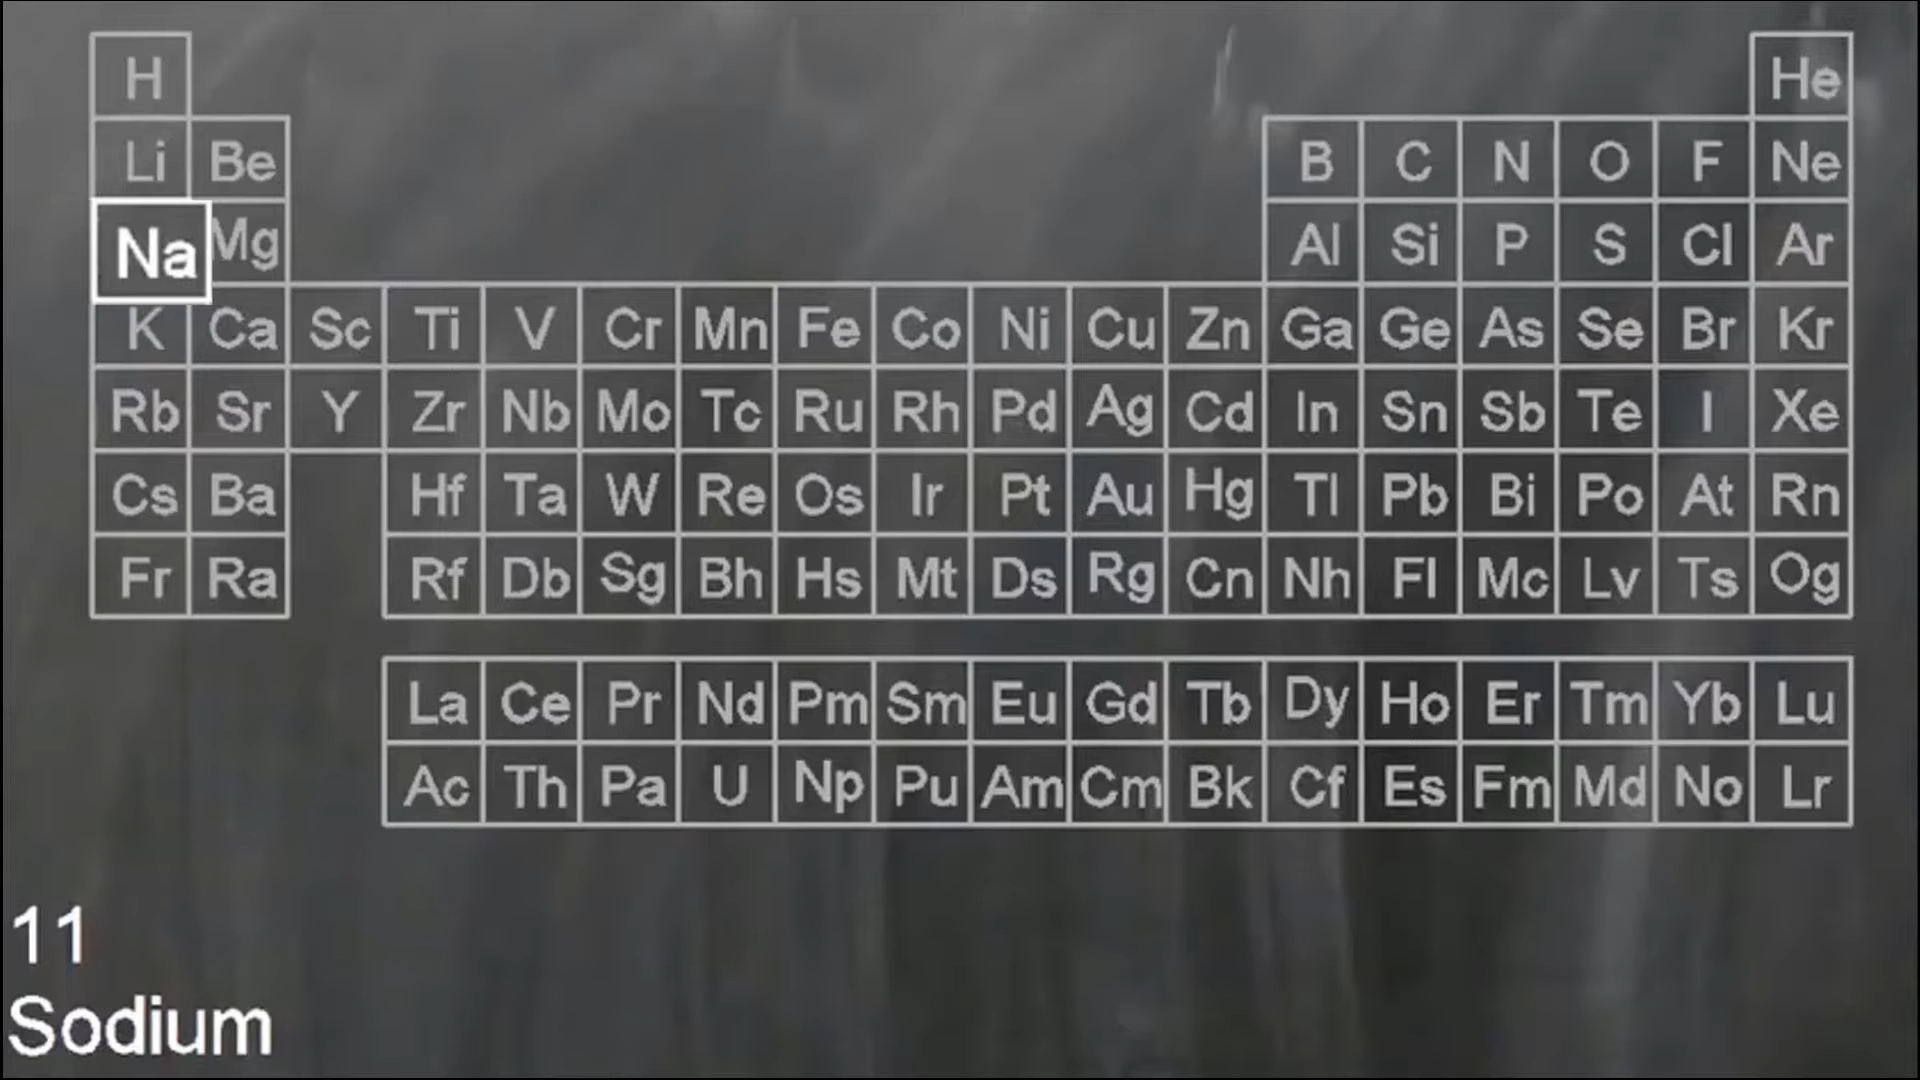 H He
Li Be B C N O F Ne
Na Mg Al Si P S Cl Ar
K Ca Sc Ti V Cr Mn Fe Co Ni Cu Zn Ga Ge As Se Br Kr
Rb Sr Y Zr Nb Mo Tc Ru Rh Pd Ag Cd In Sn Sb Te I Xe
Cs Ba Hf Ta W Re Os Ir Pt Au Hg Tl Pb Bi Po At Rn
Fr Ra Rf Db Sg Bh Hs Mt Ds Rg Cn Nh Fl Mc Lv Ts Og
La Ce Pr Nd Pm Sm Eu Gd Tb Dy Ho Er Tm Yb Lu
Ac Th Pa U Np Pu Am Cm Bk Cf Es Fm Md No Lr
11
Sodium